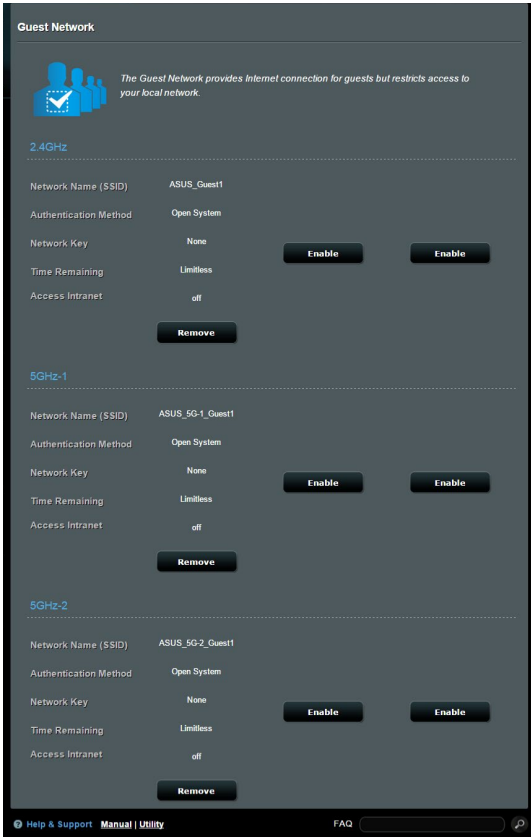 Guest Network
The Guest Network provides Internet connection for guests but restricts access to
your local network.
2.4GHz
Network Name (SSID) ASUS_Guest1
Authentication Method Open System
Network Key None
Enable Enable
Time Remaining Limitless
Access Intranet off
Remove
5GHz-1
Network Name (SSID) ASUS_5G-1_Guest1
Authentication Method Open System
Network Key None
Enable Enable
Time Remaining Limitless
Access Intranet off
Remove
5GHz-2
Network Name (SSID) ASUS_5G-2_Guest1
Authentication Method Open System
Network Key None
Enable Enable
Time Remaining Limitless
Access Intranet off
Remove
? Help & Support Manual | Utility FAQ